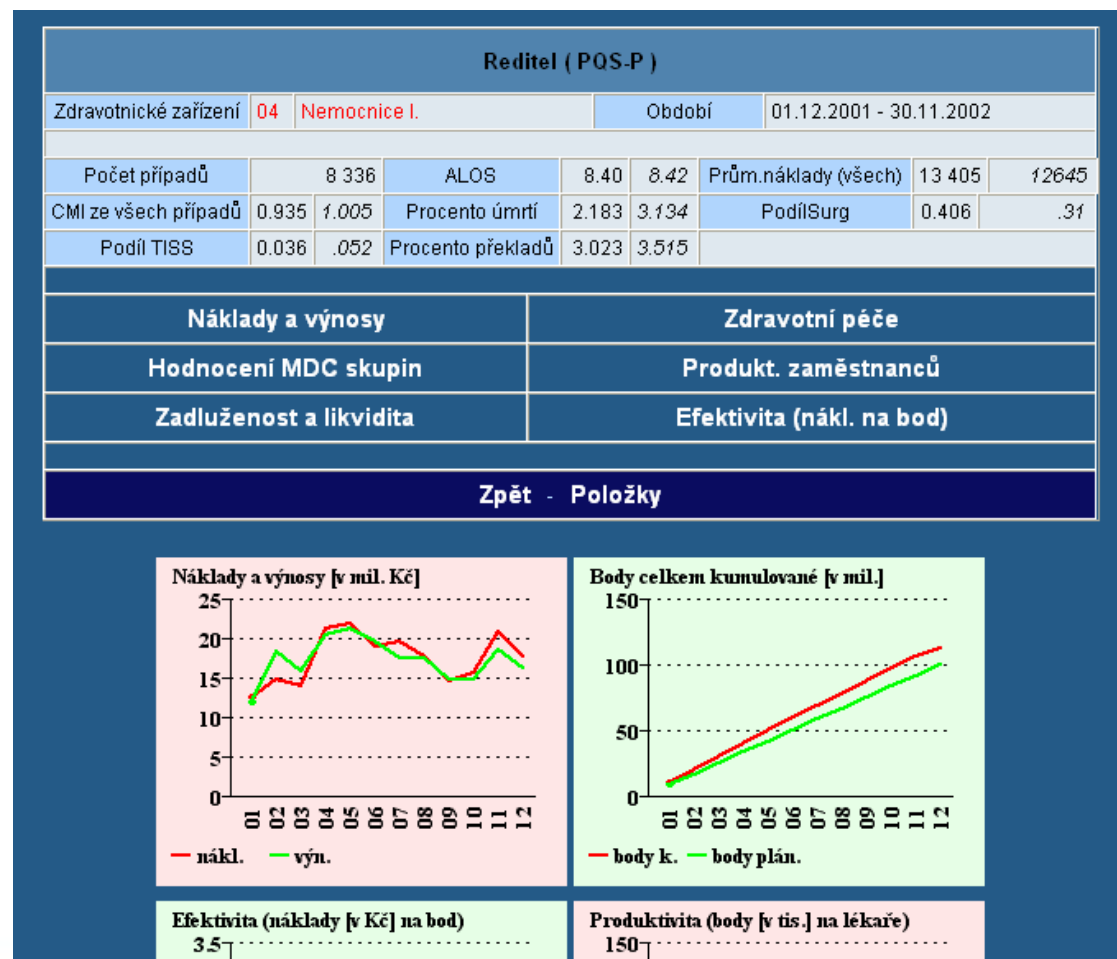 Reditel ( PQS-P )
Zdravotnické zařízení 04 Nemocnice I. Období 01.12.2001 - 30.11.2002
Počet případů 8 336 ALOS 8.40 8.42 Prům.náklady (všech) 13 405 12645
CMI ze všech případů 0.935 1.005 Procento úmrtí 2.183 3.134 PodílSurg 0.406 .31
Podíl TISS 0.036 .052 Procento překladů 3.023 3.515
Náklady a výnosy Zdravotní péče
Hodnocení MDC skupin Produkt. zaměstnanců
Zadluženost a likvidita Efektivita (nákl. na bod)
Zpět - Položky
Náklady a výnosy [v mil. Kč]
25
20
15
10
5
0
01 02 03 04 05 06 07 08 09 10 11 12
nákl. výn.
Body celkem kumulované [v mil.]
150
100
50
0
01 02 03 04 05 06 07 08 09 10 11 12
body k. body plán.
Efektivita (náklady [v Kč] na bod)
3.5
Produktivita (body [v tis.] na lékaře)
150